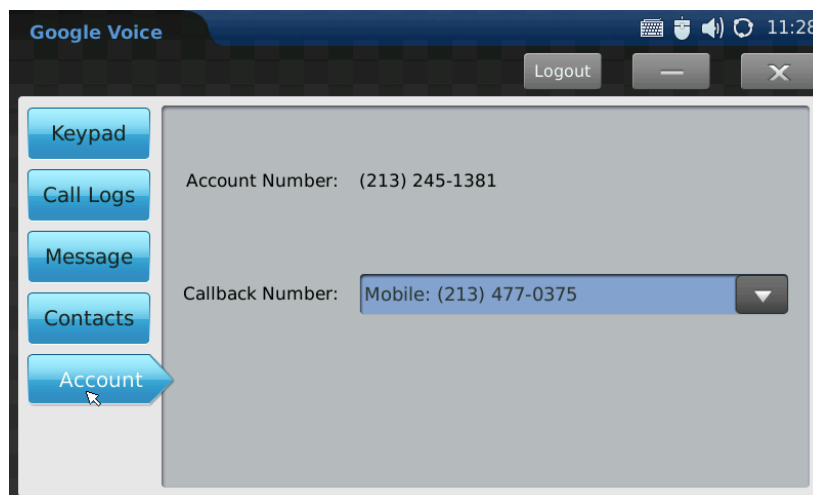 Google Voice
11:28
Logout
Keypad
Call Logs
Message
Contacts
Account
Account Number: (213) 245-1381
Callback Number: Mobile: (213) 477-0375